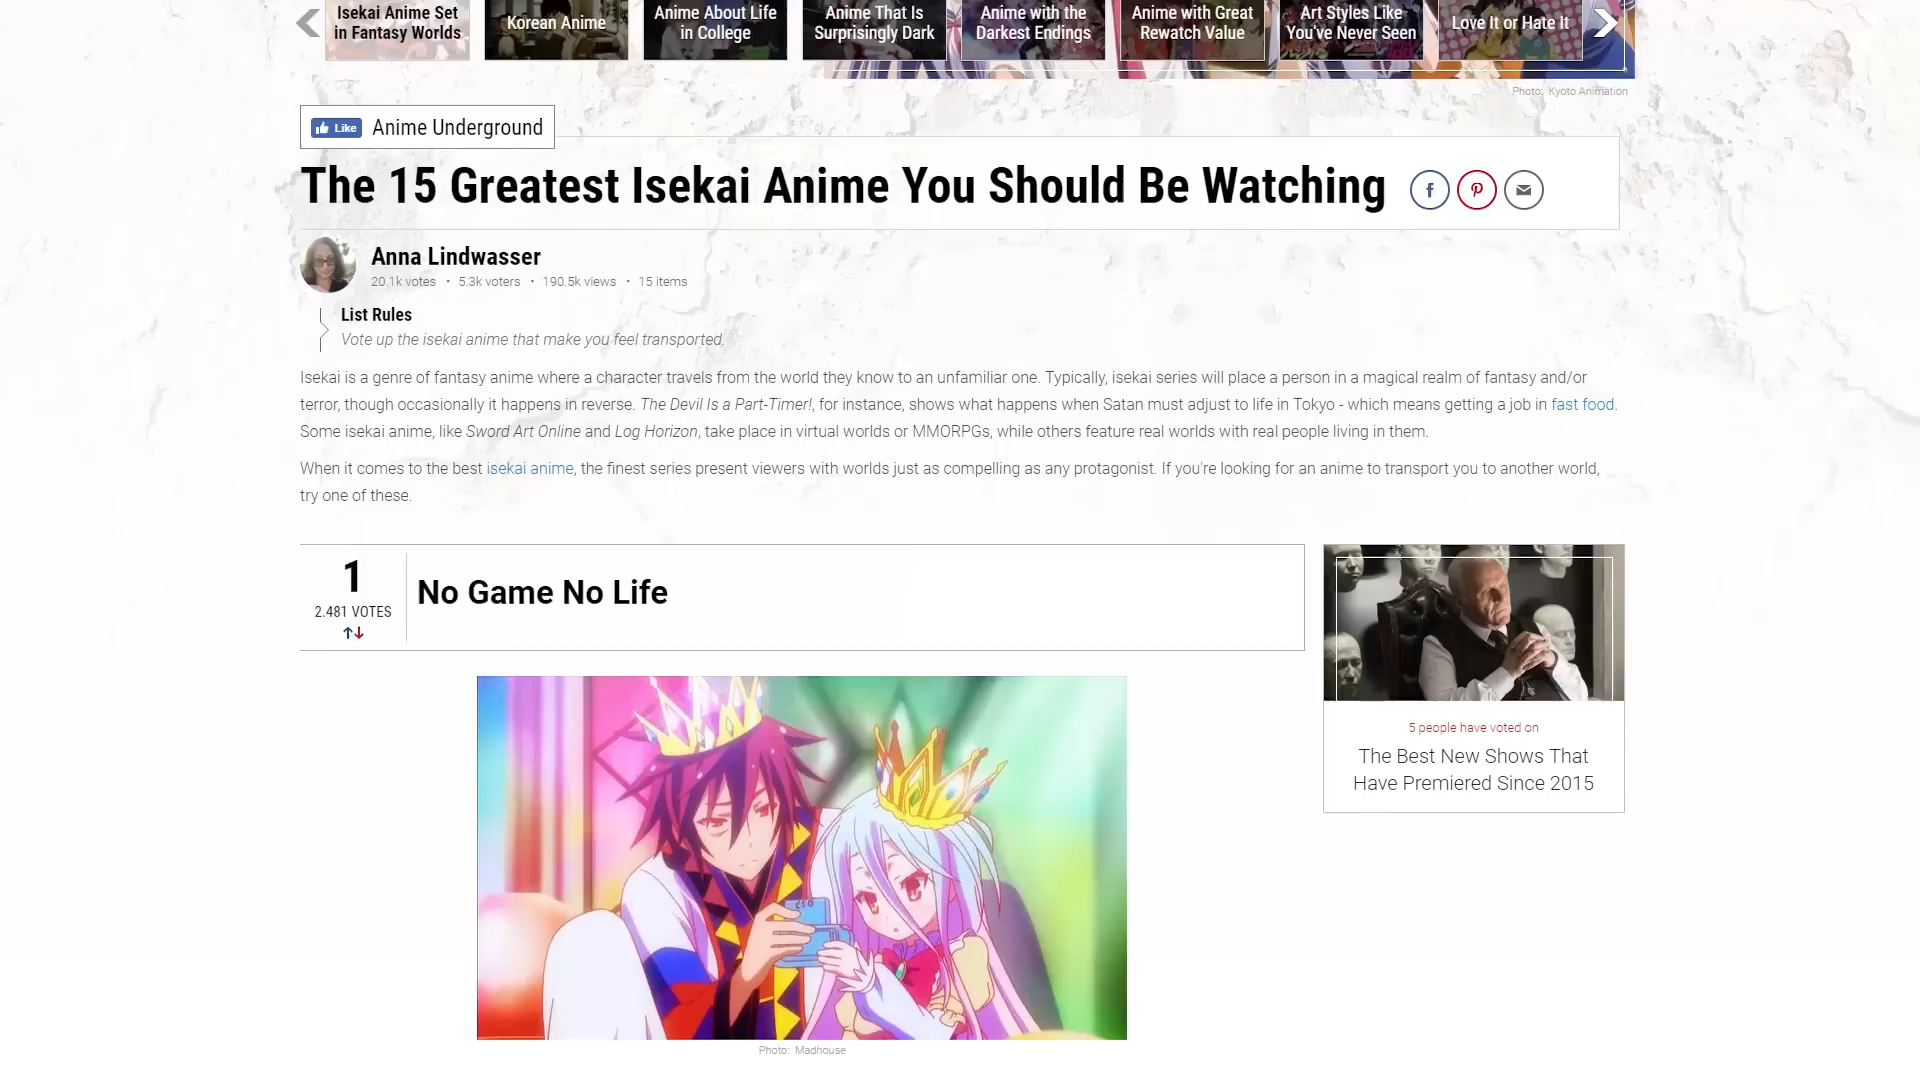 Isekai Anime Set
in Fantasy Worlds
Korean Anime
Anime About Life
in College
Anime That Is
Surprisingly Dark
Anime with the
Darkest Endings
Anime with Great
Rewatch Value
Art Styles Like
You've Never Seen
Love It or Hate It
Photo: Kyoto Animation
Like Anime Underground
The 15 Greatest Isekai Anime You Should Be Watching
Anna Lindwasser
20.1k votes • 5.3k voters • 190.5k views • 15 items
List Rules
Vote up the isekai anime that make you feel transported.
Isekai is a genre of fantasy anime where a character travels from the world they know to an unfamiliar one. Typically, isekai series will place a person in a magical realm of fantasy and/or
terror, though occasionally it happens in reverse. The Devil Is a Part-Timer!, for instance, shows what happens when Satan must adjust to life in Tokyo - which means getting a job in fast food.
Some isekai anime, like Sword Art Online and Log Horizon, take place in virtual worlds or MMORPGs, while others feature real worlds with real people living in them.
When it comes to the best isekai anime, the finest series present viewers with worlds just as compelling as any protagonist. If you're looking for an anime to transport you to another world,
try one of these.
1
2.481 VOTES
No Game No Life
5 people have voted on
The Best New Shows That
Have Premiered Since 2015
Photo: Madhouse